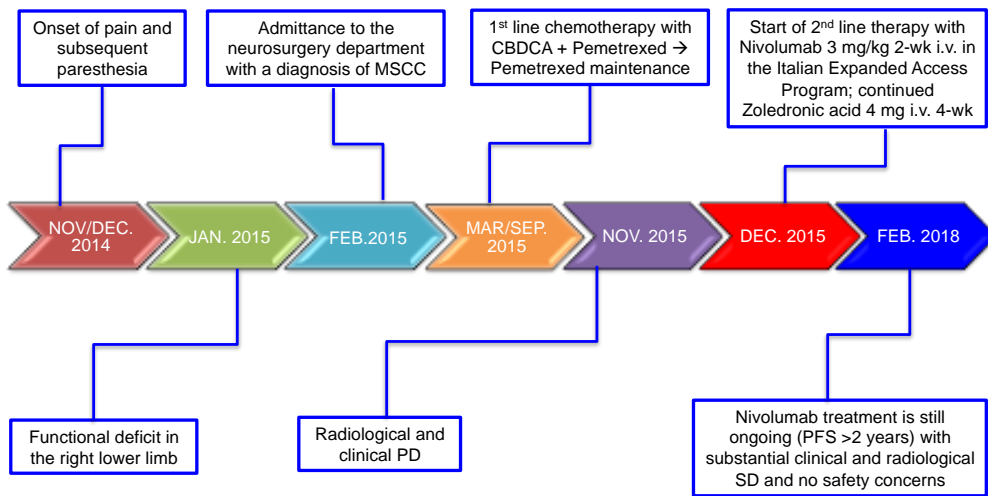 Onset of pain and
subsequent
paresthesia
Admittance to the
neurosurgery department
with a diagnosis of MSCC
1st line chemotherapy with
CBDCA + Pemetrexed →
Pemetrexed maintenance
Start of 2nd line therapy with
Nivolumab 3 mg/kg 2-wk i.v. in
the Italian Expanded Access
Program; continued
Zoledronic acid 4 mg i.v. 4-wk
NOV/DEC.
2014
JAN. 2015
FEB.2015
MAR/SEP.
2015
NOV. 2015
DEC. 2015
FEB. 2018
Functional deficit in
the right lower limb
Radiological and
clinical PD
Nivolumab treatment is still
ongoing (PFS >2 years) with
substantial clinical and radiological
SD and no safety concerns